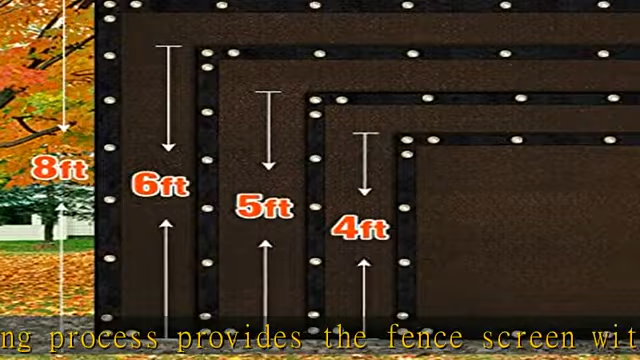 8ft
6ft
5ft
4ft
ng process provides the fence screen wit